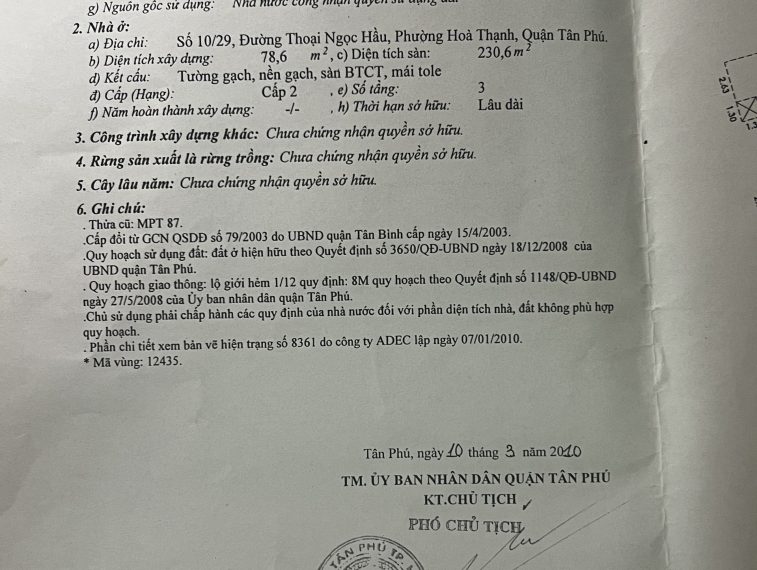 g) Nguồn gốc sử dụng: Nhà nước công nhận quyền sử dụng đất
2. Nhà ở:
a) Địa chỉ: Số 10/29, Đường Thoại Ngọc Hầu, Phường Hoà Thạnh, Quận Tân Phú.
b) Diện tích xây dựng: 78,6 m², c) Diện tích sàn: 230,6 m²
d) Kết cấu: Tường gạch, nền gạch, sàn BTCT, mái tole
đ) Cấp (Hạng): Cấp 2 , e) Số tầng: 3
f) Năm hoàn thành xây dựng: -/- , h) Thời hạn sở hữu: Lâu dài
3. Công trình xây dựng khác: Chưa chứng nhận quyền sở hữu.
4. Rừng sản xuất là rừng trồng: Chưa chứng nhận quyền sở hữu.
5. Cây lâu năm: Chưa chứng nhận quyền sở hữu.
6. Ghi chú:
. Thửa cũ: MPT 87.
.Cấp đổi từ GCN QSDĐ số 79/2003 do UBND quận Tân Bình cấp ngày 15/4/2003.
.Quy hoạch sử dụng đất: đất ở hiện hữu theo Quyết định số 3650/QĐ-UBND ngày 18/12/2008 của
UBND quận Tân Phú.
. Quy hoạch giao thông: lộ giới hẻm 1/12 quy định: 8M quy hoạch theo Quyết định số 1148/QĐ-UBND
ngày 27/5/2008 của Ủy ban nhân dân quận Tân Phú.
.Chủ sử dụng phải chấp hành các quy định của nhà nước đối với phần diện tích nhà, đất không phù hợp
quy hoạch.
. Phần chi tiết xem bản vẽ hiện trạng số 8361 do công ty ADEC lập ngày 07/01/2010.
* Mã vùng: 12435.
Tân Phú, ngày 10 tháng 3 năm 2010
TM. ỦY BAN NHÂN DÂN QUẬN TÂN PHÚ
KT.CHỦ TỊCH
PHÓ CHỦ TỊCH
TÂN PHÚ TP.
2.63
1.50